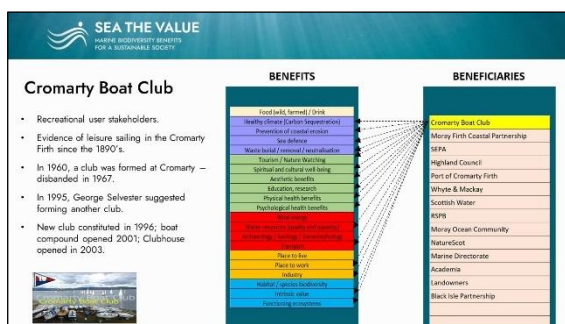 SEA THE VALUE
MARINE BIODIVERSITY BENEFITS
FOR A SUSTAINABLE SOCIETY
Cromarty Boat Club
• Recreational user stakeholders.
• Evidence of leisure sailing in the Cromarty
Firth since the 1890's.
• In 1960, a club was formed at Cromarty –
disbanded in 1967.
• In 1995, George Selvester suggested
forming another club.
• New club constituted in 1996; boat
compound opened 2001; Clubhouse
opened in 2003.
Cromarty Boat Club
BENEFITS
Food (wild, farmed) / Drink
Healthy climate (Carbon Sequestration)
Prevention of coastal erosion
Sea defence
Waste burial / removal / neutralisation
Tourism / Nature Watching
Spiritual and cultural well-being
Aesthetic benefits
Education, research
Physical health benefits
Psychological health benefits
Wind energy
Water resources (quality and quantity)
Archaeology / Geology / Geomorphology
Transport
Place to live
Place to work
Industry
Habitat / species biodiversity
Intrinsic value
Functioning ecosystems
BENEFICIARIES
Cromarty Boat Club
Moray Firth Coastal Partnership
SEPA
Highland Council
Port of Cromarty Firth
Whyte & Mackay
Scottish Water
RSPB
Moray Ocean Community
NatureScot
Marine Directorate
Academia
Landowners
Black Isle Partnership